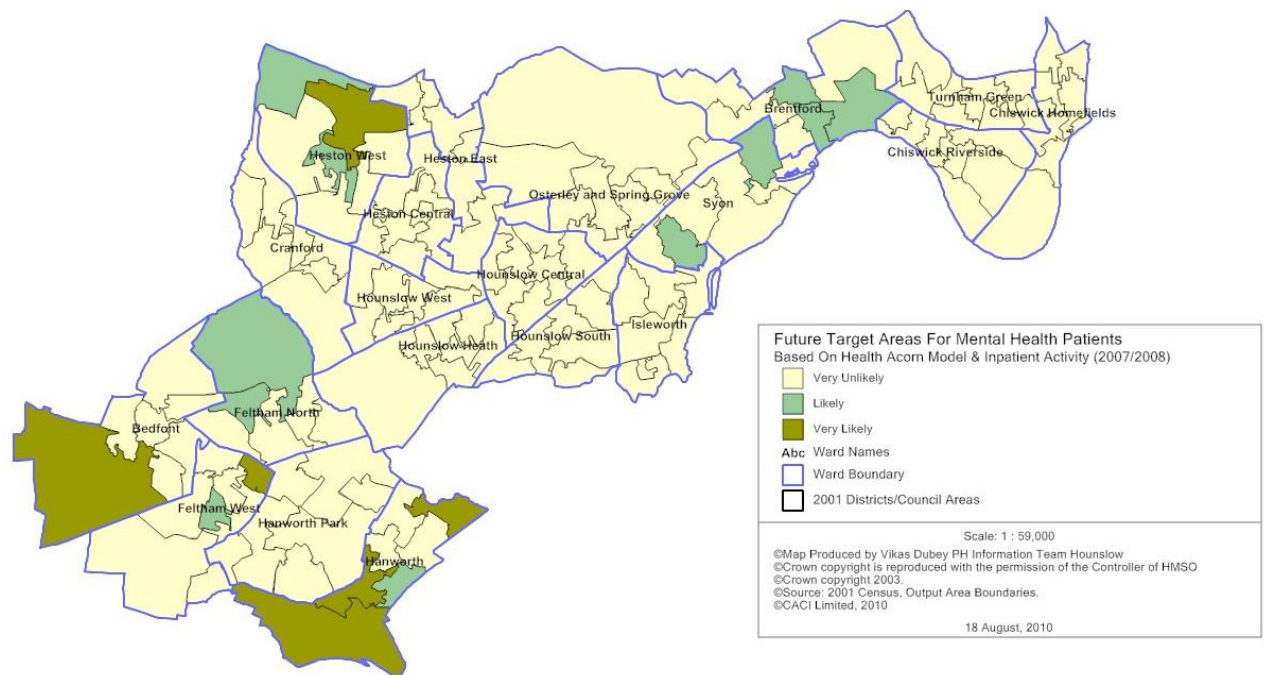 Brentford
Turnham Green
Chiswick Homefields
Chiswick Riverside
Heston West
Heston East
Osterley and Spring Grove
Syon
Heston Central
Cranford
Hounslow Central
Hounslow West
Isleworth
Hounslow South
Hounslow Heath
Feltham North
Bedfont
Feltham West
Hanworth Park
Hanworth
Future Target Areas For Mental Health Patients
Based On Health Acorn Model & Inpatient Activity (2007/2008)
Very Unlikely
Likely
Very Likely
Abc Ward Names
Ward Boundary
2001 Districts/Council Areas
Scale: 1 : 59,000
©Map Produced by Vikas Dubey PH Information Team Hounslow
©Crown copyright is reproduced with the permission of the Controller of HMSO
©Crown copyright 2003.
©Source: 2001 Census, Output Area Boundaries.
©CACI Limited, 2010
18 August, 2010